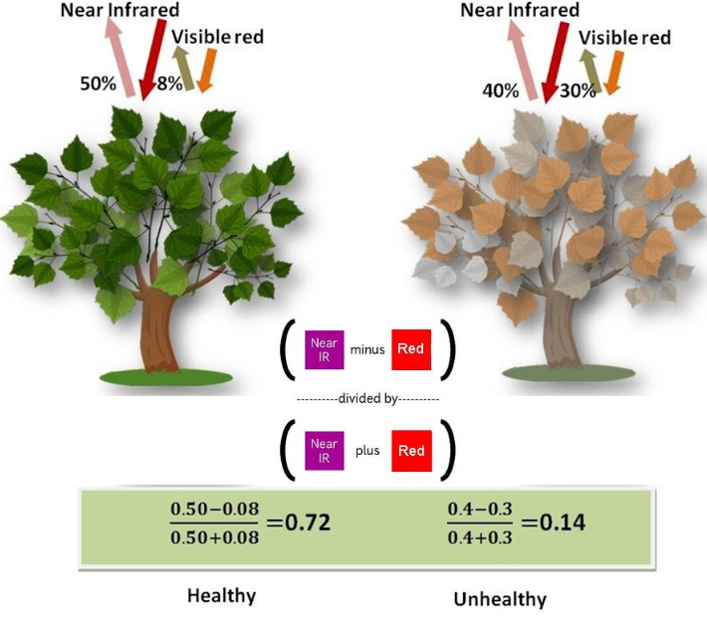 Near Infrared
Visible red
50%
8%
Near Infrared
Visible red
40%
30%
( Near IR minus Red )
----------divided by----------
( Near IR plus Red )
0.50−0.08
0.50+0.08
=0.72
0.4−0.3
0.4+0.3
=0.14
Healthy
Unhealthy